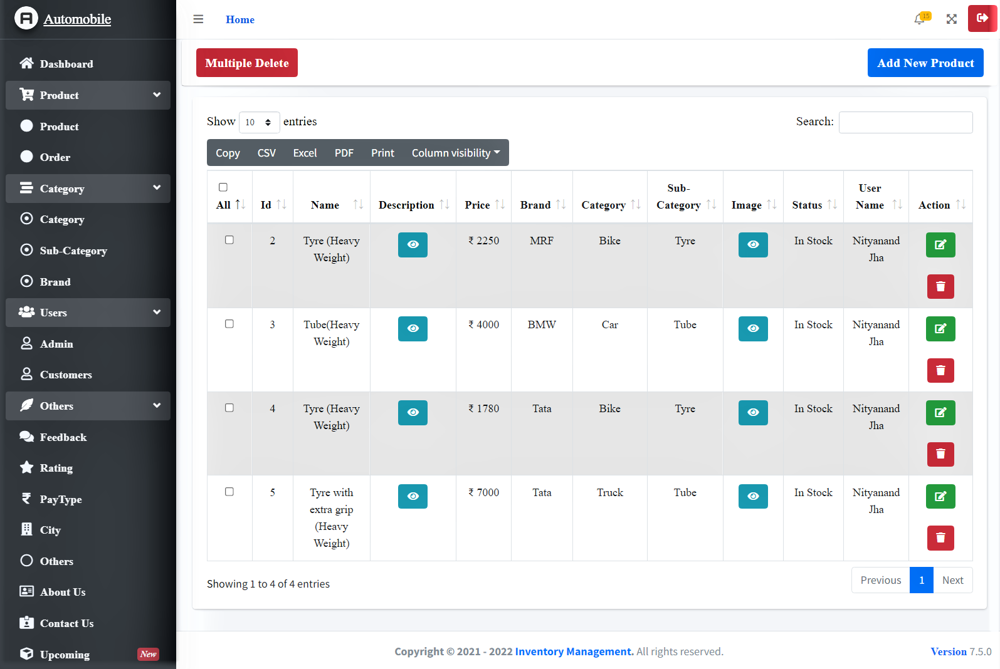 Automobile
Home
15
Dashboard
Multiple Delete
Add New Product
Product
Product
Order
Category
Category
Sub-Category
Brand
Users
Admin
Customers
Others
Feedback
Rating
PayType
City
Others
About Us
Contact Us
Upcoming New
Show 10 entries
Search:
Copy CSV Excel PDF Print Column visibility
All Id Name Description Price Brand Category Sub-Category Image Status User Name Action
2 Tyre (Heavy Weight) ₹ 2250 MRF Bike Tyre In Stock Nityanand Jha
3 Tube(Heavy Weight) ₹ 4000 BMW Car Tube In Stock Nityanand Jha
4 Tyre (Heavy Weight) ₹ 1780 Tata Bike Tyre In Stock Nityanand Jha
5 Tyre with extra grip (Heavy Weight) ₹ 7000 Tata Truck Tube In Stock Nityanand Jha
Showing 1 to 4 of 4 entries
Previous 1 Next
Copyright © 2021 - 2022 Inventory Management. All rights reserved.
Version 7.5.0